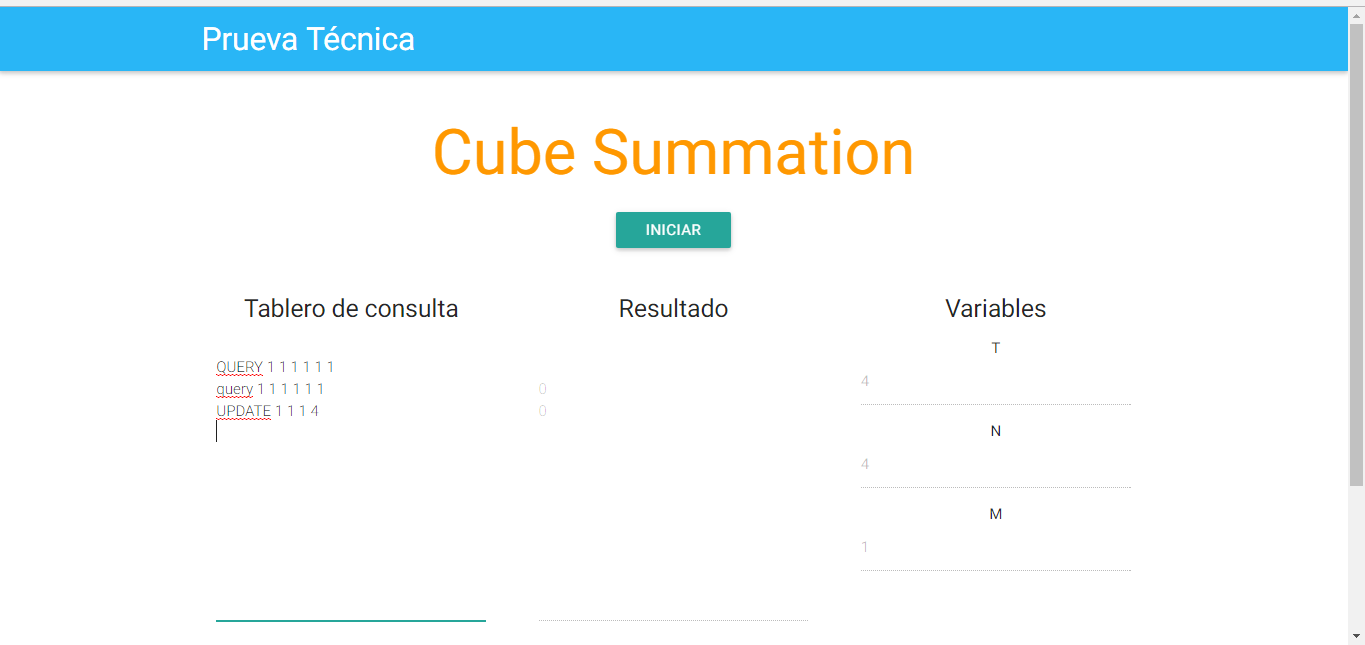 Prueva Técnica
Cube Summation
INICIAR
Tablero de consulta
QUERY 1 1 1 1 1 1
query 1 1 1 1 1 1
UPDATE 1 1 1 4
Resultado
0
0
Variables
T
4
N
4
M
1